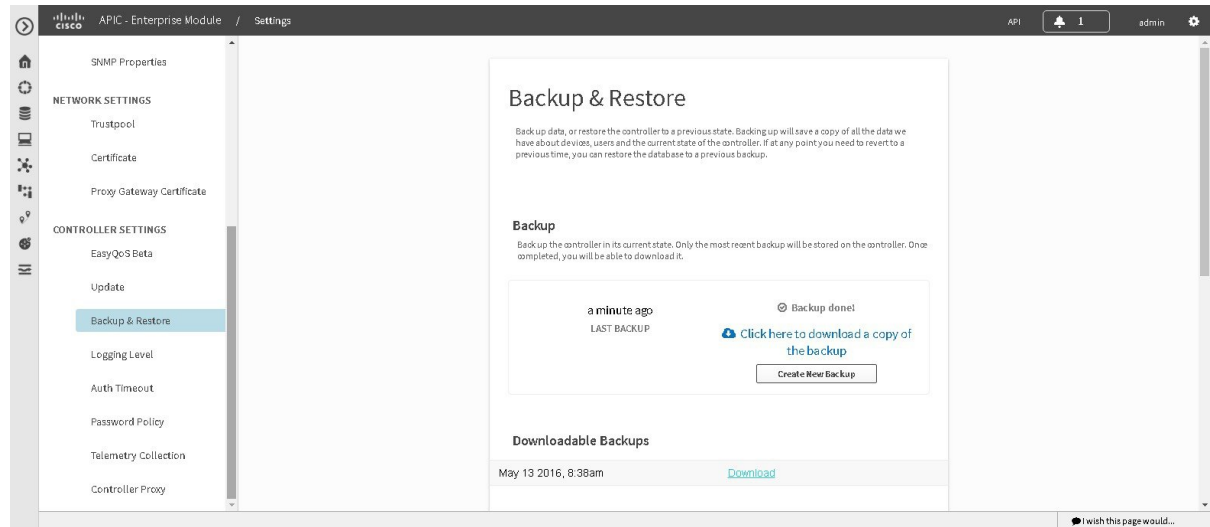 CISCO APIC - Enterprise Module / Settings
API 1 admin
SNMP Properties
NETWORK SETTINGS
Trustpool
Certificate
Proxy Gateway Certificate
CONTROLLER SETTINGS
EasyQoS Beta
Update
Backup & Restore
Logging Level
Auth Timeout
Password Policy
Telemetry Collection
Controller Proxy
Backup & Restore
Back up data, or restore the controller to a previous state. Backing up will save a copy of all the data we
have about devices, users and the current state of the controller. If at any point you need to revert to a
previous time, you can restore the database to a previous backup.
Backup
Back up the controller in its current state. Only the most recent backup will be stored on the controller. Once
completed, you will be able to download it.
a minute ago
LAST BACKUP
Backup done!
Click here to download a copy of
the backup
Create New Backup
Downloadable Backups
May 13 2016, 8:38am Download
I wish this page would...